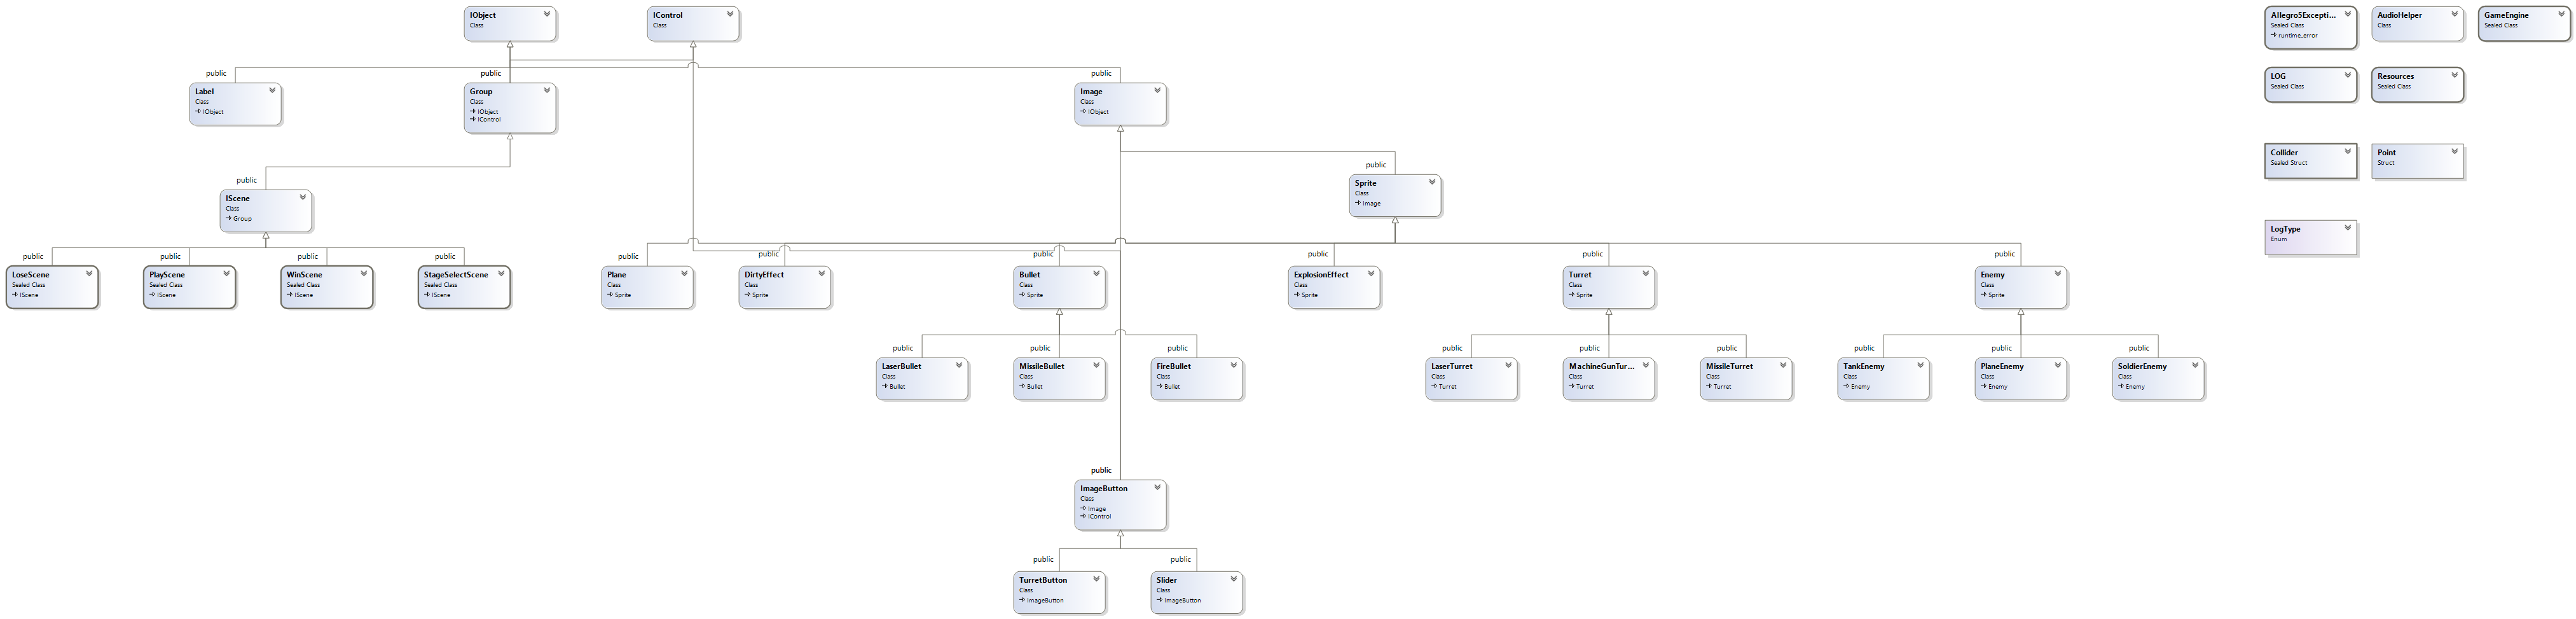 IObject
Class
IControl
Class
Allegro5Excepti...
Sealed Class
runtime_error
AudioHelper
Class
GameEngine
Sealed Class
public
public
public
Label
Class
IObject
Group
Class
IObject
IControl
Image
Class
IObject
LOG
Sealed Class
Resources
Sealed Class
Collider
Sealed Struct
Point
Struct
public
public
IScene
Class
Group
Sprite
Class
Image
LogType
Enum
public
public
public
public
public
public
public
public
public
public
LoseScene
Sealed Class
IScene
PlayScene
Sealed Class
IScene
WinScene
Sealed Class
IScene
StageSelectScene
Sealed Class
IScene
Plane
Class
Sprite
DirtyEffect
Class
Sprite
Bullet
Class
Sprite
ExplosionEffect
Class
Sprite
Turret
Class
Sprite
Enemy
Class
Sprite
public
public
public
public
public
public
public
public
public
LaserBullet
Class
Bullet
MissileBullet
Class
Bullet
FireBullet
Class
Bullet
LaserTurret
Class
Turret
MachineGunTur...
Class
Turret
MissileTurret
Class
Turret
TankEnemy
Class
Enemy
PlaneEnemy
Class
Enemy
SoldierEnemy
Class
Enemy
public
ImageButton
Class
Image
IControl
public
public
TurretButton
Class
ImageButton
Slider
Class
ImageButton